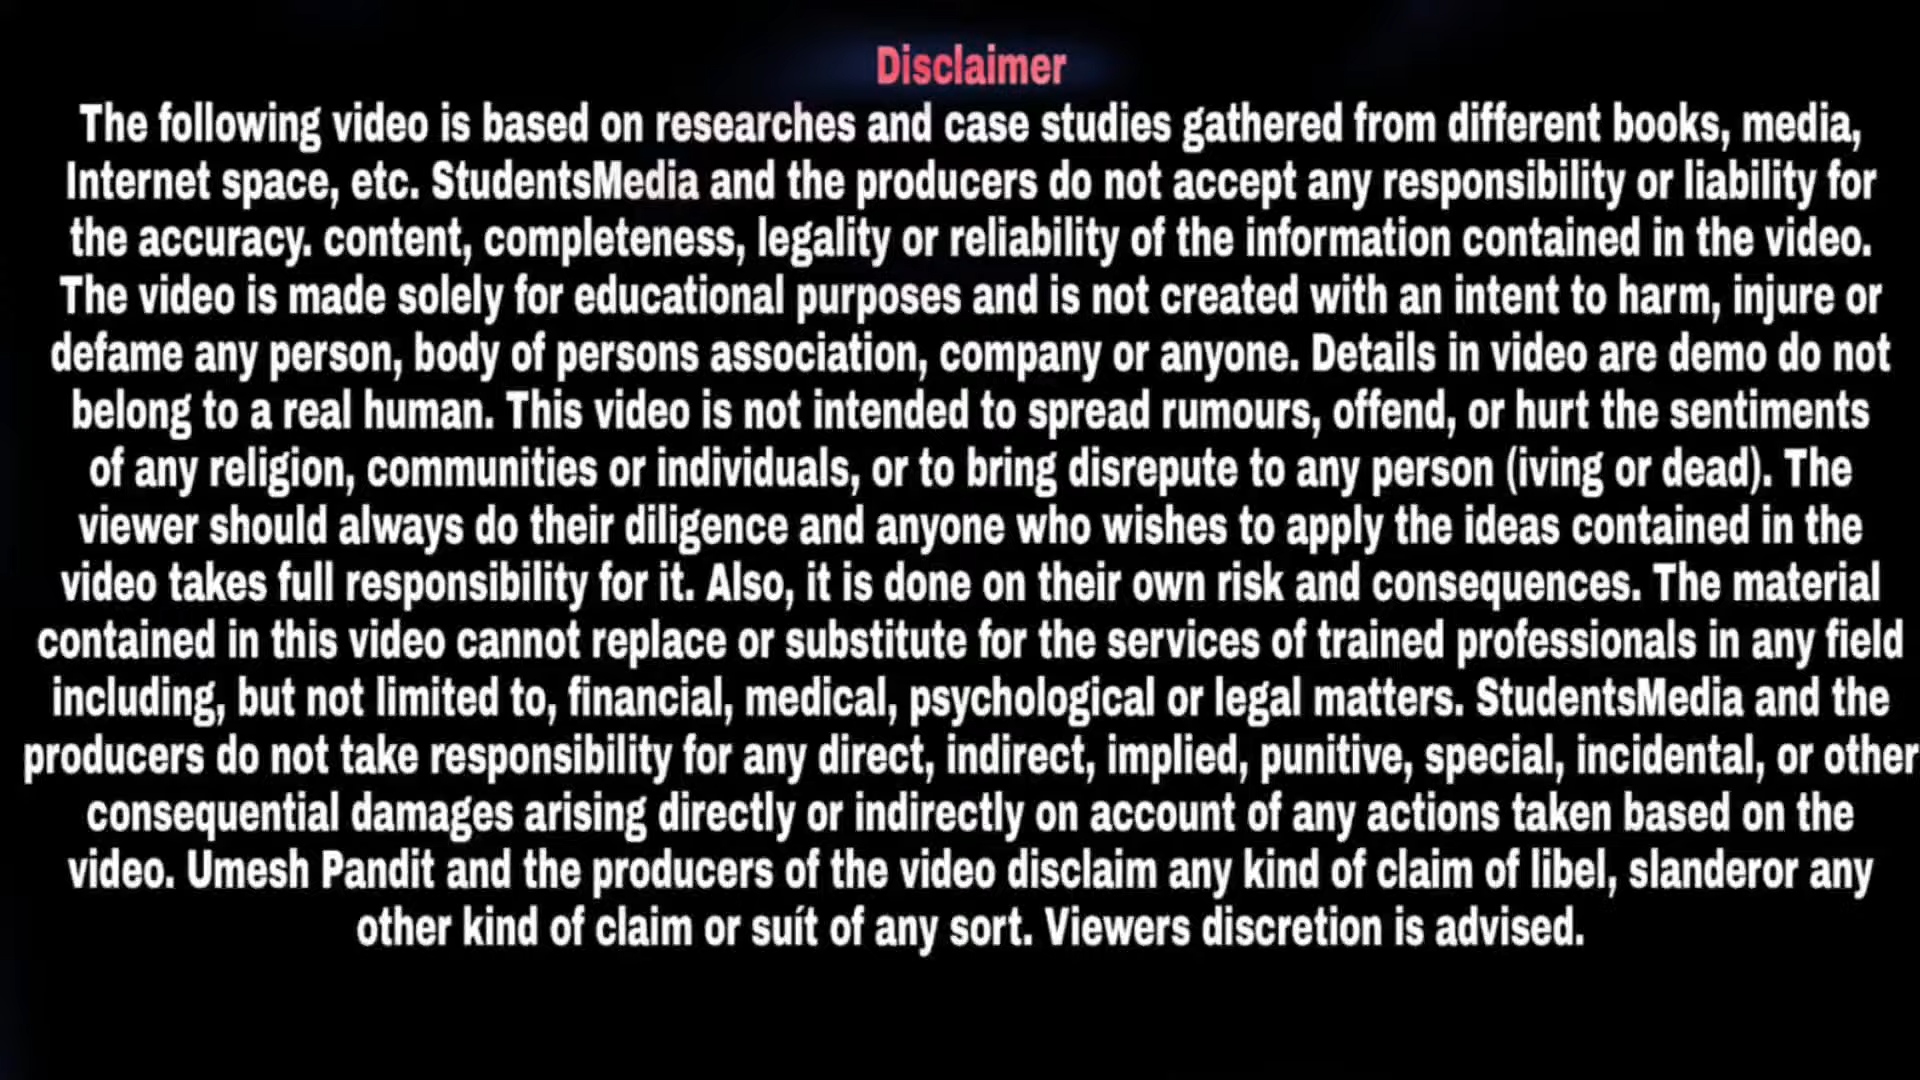 Disclaimer
The following video is based on researches and case studies gathered from different books, media,
Internet space, etc. StudentsMedia and the producers do not accept any responsibility or liability for
the accuracy. content, completeness, legality or reliability of the information contained in the video.
The video is made solely for educational purposes and is not created with an intent to harm, injure or
defame any person, body of persons association, company or anyone. Details in video are demo do not
belong to a real human. This video is not intended to spread rumours, offend, or hurt the sentiments
of any religion, communities or individuals, or to bring disrepute to any person (iving or dead). The
viewer should always do their diligence and anyone who wishes to apply the ideas contained in the
video takes full responsibility for it. Also, it is done on their own risk and consequences. The material
contained in this video cannot replace or substitute for the services of trained professionals in any field
including, but not limited to, financial, medical, psychological or legal matters. StudentsMedia and the
producers do not take responsibility for any direct, indirect, implied, punitive, special, incidental, or other
consequential damages arising directly or indirectly on account of any actions taken based on the
video. Umesh Pandit and the producers of the video disclaim any kind of claim of libel, slanderor any
other kind of claim or suít of any sort. Viewers discretion is advised.